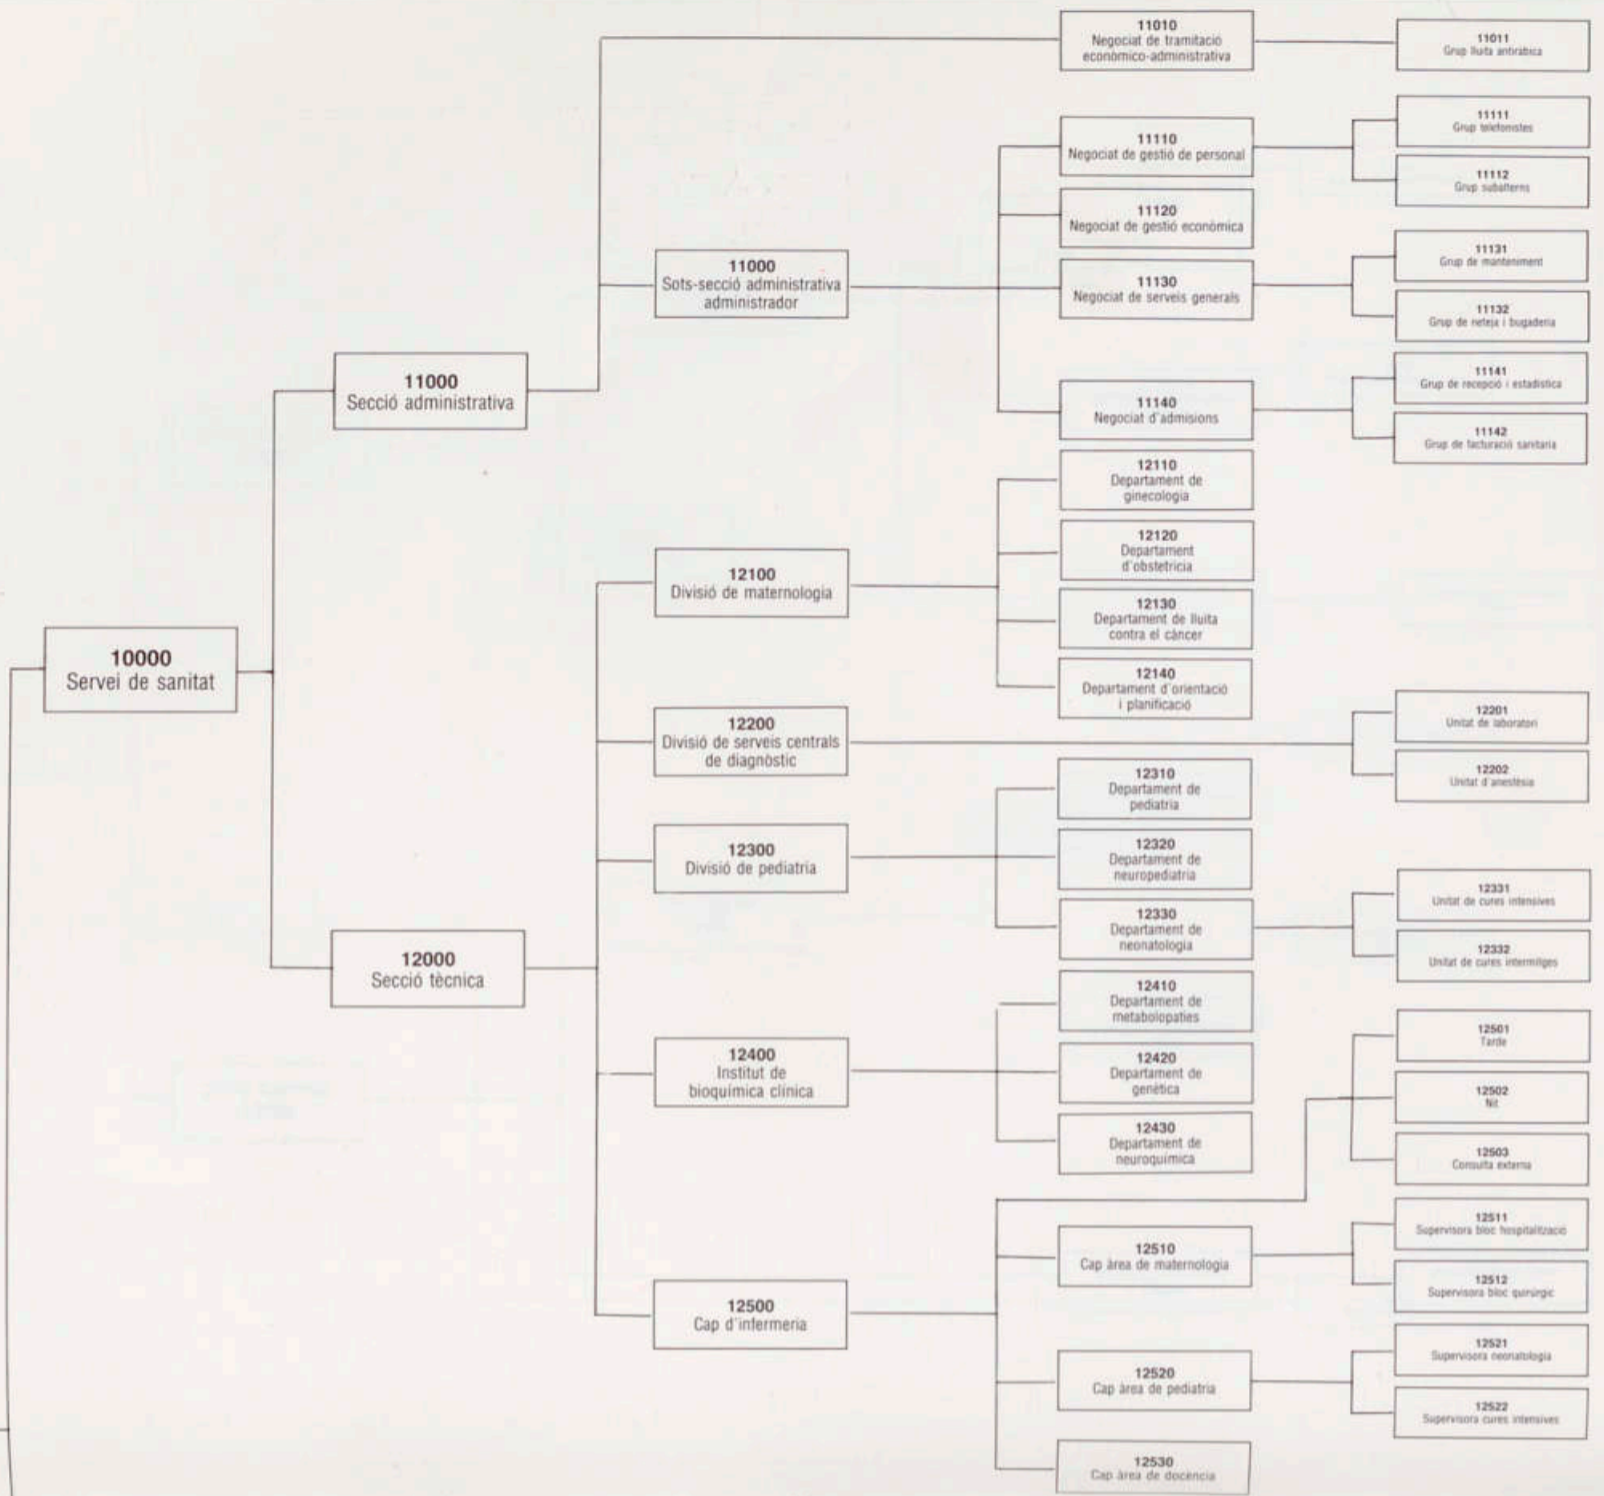 10000
Servei de sanitat
11000
Secció administrativa
12000
Secció tècnica
11000
Sots-secció administrativa
administrador
12100
Divisió de maternologia
12200
Divisió de serveis centrals
de diagnòstic
12300
Divisió de pediatria
12400
Institut de
bioquímica clínica
12500
Cap d'infermeria
11010
Negociat de tramitació
econòmico-administrativa
11110
Negociat de gestió de personal
11120
Negociat de gestió econòmica
11130
Negociat de serveis generals
11140
Negociat d'admisions
12110
Departament de
ginecologia
12120
Departament
d'obstetricia
12130
Departament de lluita
contra el càncer
12140
Departament d'orientació
i planificació
12310
Departament de
pediatria
12320
Departament de
neuropediatria
12330
Departament de
neonatologia
12410
Departament de
metabolopaties
12420
Departament de
genètica
12430
Departament de
neuroquímica
12510
Cap àrea de maternologia
12520
Cap àrea de pediatria
12530
Cap àrea de docència
11011
Grup lluita antiràbica
11111
Grup telefonistes
11112
Grup subalterns
11131
Grup de manteniment
11132
Grup de neteja i bugaderia
11141
Grup de recepció i estadística
11142
Grup de facturació sanitaria
12201
Unitat de laboratori
12202
Unitat d'anestèsia
12331
Unitat de cures intensives
12332
Unitat de cures intermitges
12501
Tarde
12502
Nit
12503
Consulta externa
12511
Supervisora bloc hospitalització
12512
Supervisora bloc quirúrgic
12521
Supervisora neonatologia
12522
Supervisora cures intensives